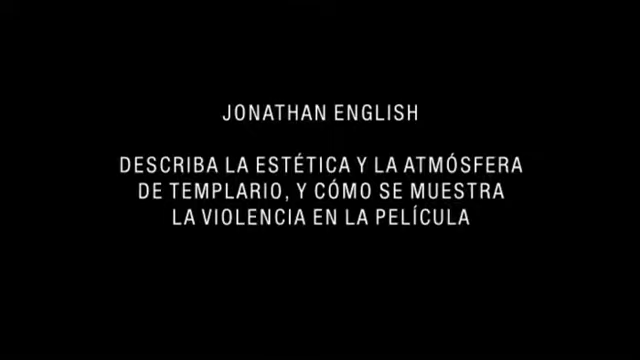 JONATHAN ENGLISH
DESCRIBA LA ESTÉTICA Y LA ATMÓSFERA
DE TEMPLARIO, Y CÓMO SE MUESTRA
LA VIOLENCIA EN LA PELÍCULA